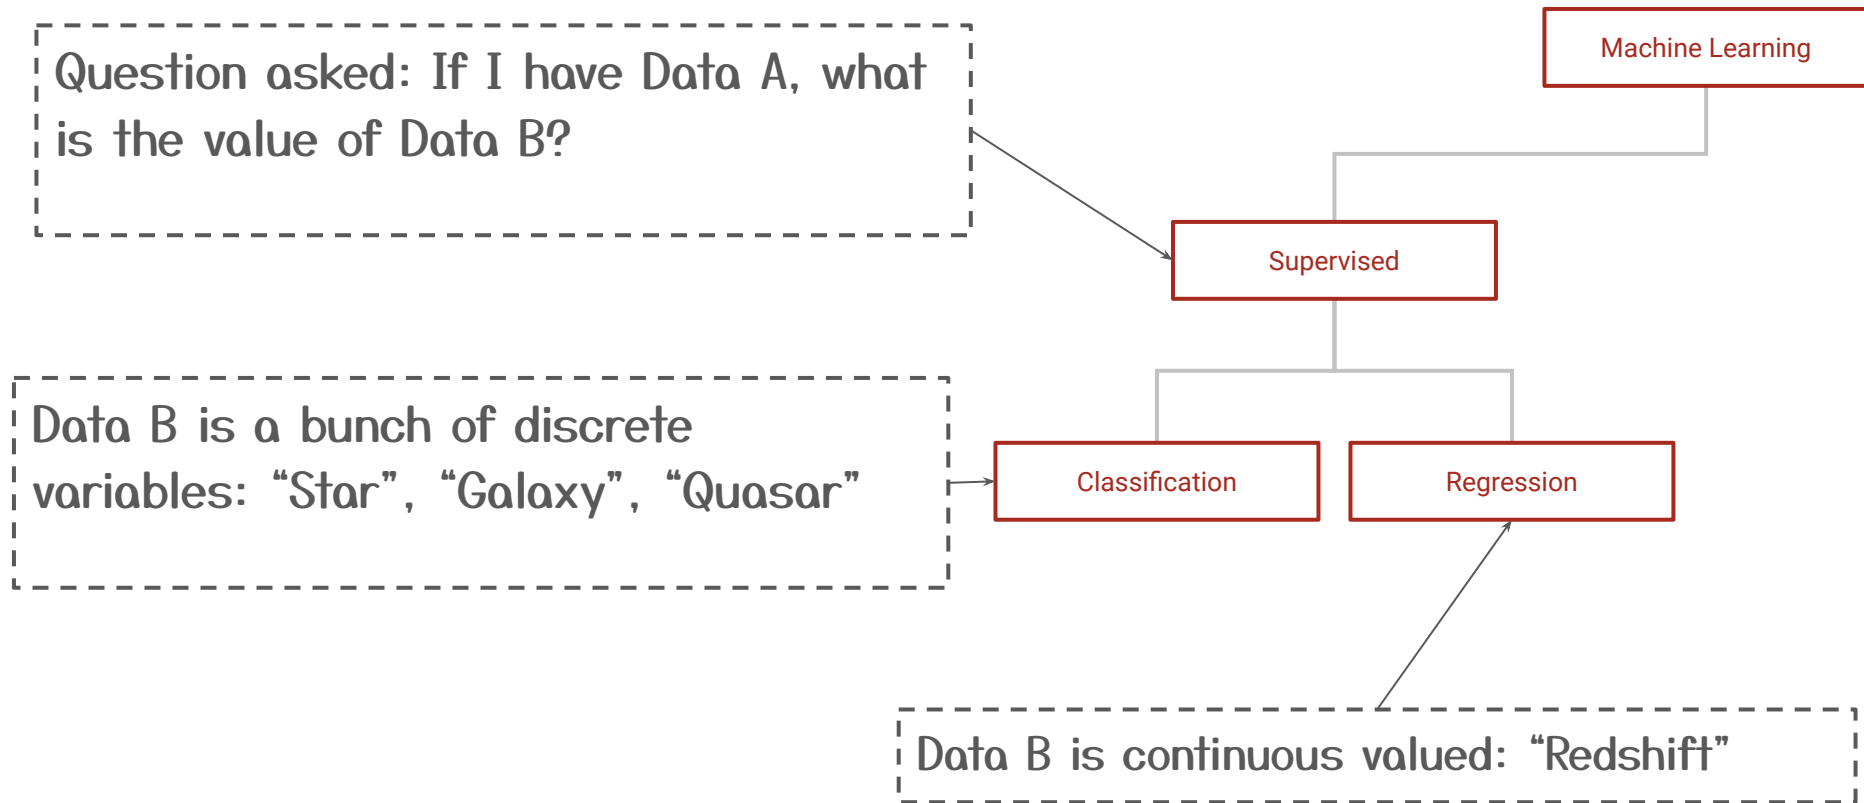 Machine Learning
Question asked: If I have Data A, what
is the value of Data B?
Supervised
Data B is a bunch of discrete
variables: “Star”, “Galaxy”, “Quasar”
Classification
Regression
Data B is continuous valued: “Redshift”